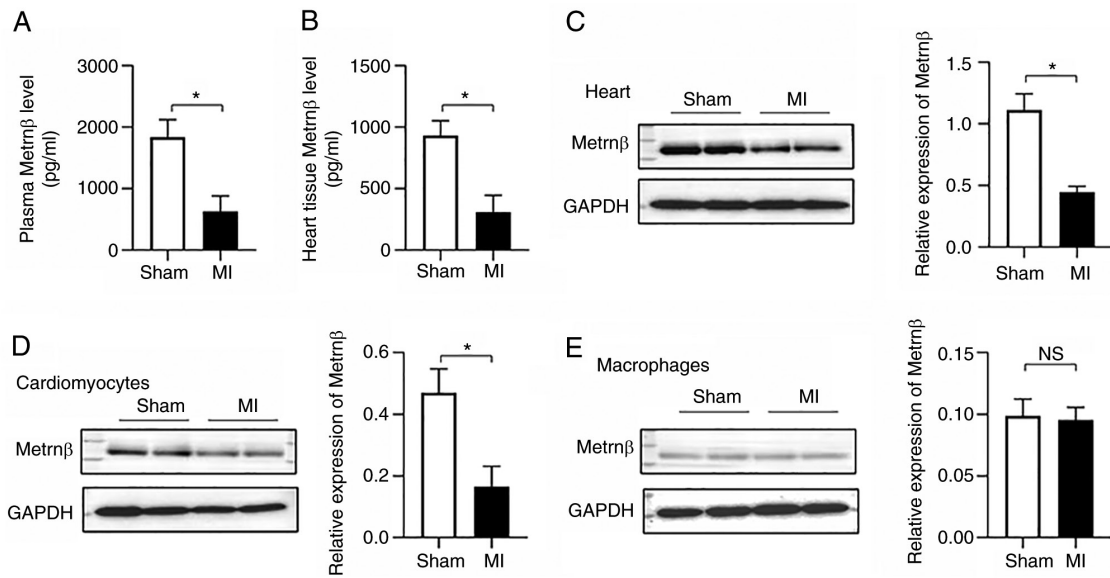 A
Plasma Metrnβ level
(pg/ml)
3000
2000
1000
0
*
Sham MI
B
Heart tissue Metrnβ level
(pg/ml)
1500
1000
500
0
*
Sham MI
C
Heart
Sham MI
Metrnβ
GAPDH
Relative expression of Metrnβ
1.5
1.0
0.5
0.0
*
Sham MI
D
Cardiomyocytes
Sham MI
Metrnβ
GAPDH
Relative expression of Metrnβ
0.6
0.4
0.2
0.0
*
Sham MI
E
Macrophages
Sham MI
Metrnβ
GAPDH
Relative expression of Metrnβ
0.15
0.10
0.05
0.00
NS
Sham MI